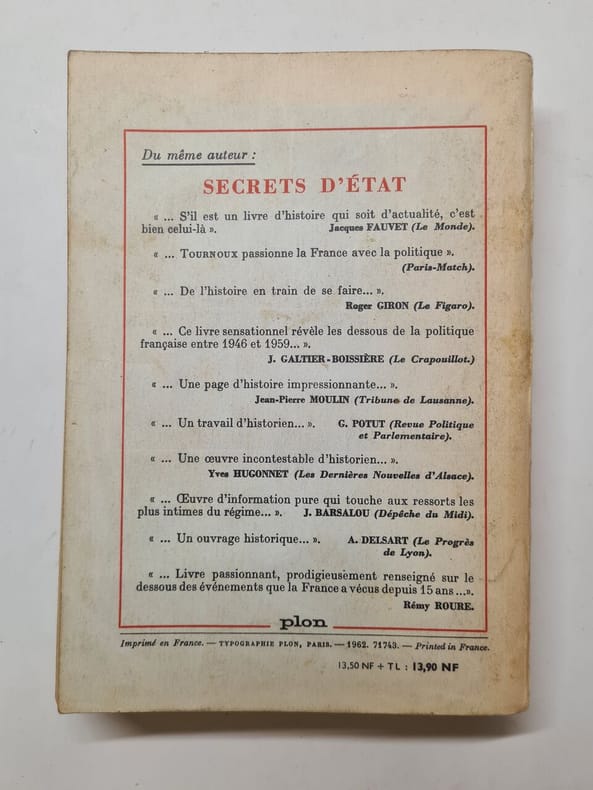 Du même auteur :
SECRETS D'ÉTAT
« ... S'il est un livre d'histoire qui soit d'actualité, c'est
bien celui-là ». Jacques FAUVET (Le Monde).
« ... TOURNOUX passionne la France avec la politique ».
(Paris-Match).
« ... De l'histoire en train de se faire... ».
Roger GIRON (Le Figaro).
« ... Ce livre sensationnel révèle les dessous de la politique
française entre 1946 et 1959... ».
J. GALTIER-BOISSIÈRE (Le Crapouillot.)
« ... Une page d'histoire impressionnante... ».
Jean-Pierre MOULIN (Tribune de Lausanne).
« ... Un travail d'historien... ». G. POTUT (Revue Politique
et Parlementaire).
« ... Une œuvre incontestable d'historien... ».
Yves HUGONNET (Les Dernières Nouvelles d'Alsace).
« ... Œuvre d'information pure qui touche aux ressorts les
plus intimes du régime... ». J. BARSALOU (Dépêche du Midi).
« ... Un ouvrage historique... ». A. DELSART (Le Progrès
de Lyon).
« ... Livre passionnant, prodigieusement renseigné sur le
dessous des événements que la France a vécus depuis 15 ans ...».
Rémy ROURE.
plon
Imprimé en France. — TYPOGRAPHIE PLON, PARIS. — 1962. 71743. — Printed in France.
13,50 NF + TL : 13,90 NF